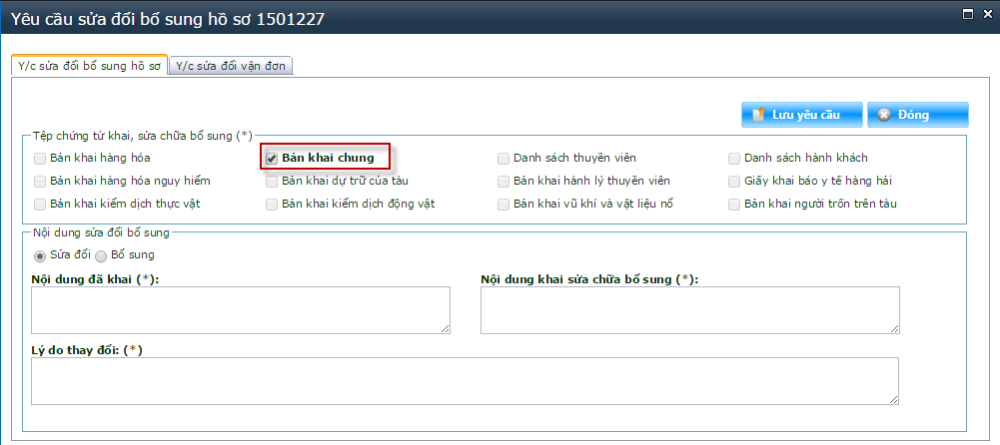 Yêu cầu sửa đổi bổ sung hồ sơ 1501227
Y/c sửa đổi bổ sung hồ sơ Y/c sửa đổi vận đơn
Lưu yêu cầu Đóng
Tệp chứng từ khai, sửa chữa bổ sung (*)
Bản khai hàng hóa Bản khai chung Danh sách thuyền viên Danh sách hành khách
Bản khai hàng hóa nguy hiểm Bản khai dự trữ của tàu Bản khai hành lý thuyền viên Giấy khai báo y tế hàng hải
Bản khai kiểm dịch thực vật Bản khai kiểm dịch động vật Bản khai vũ khí và vật liệu nổ Bản khai người trốn trên tàu
Nội dung sửa đổi bổ sung
Sửa đổi Bổ sung
Nội dung đã khai (*): Nội dung khai sửa chữa bổ sung (*):
Lý do thay đổi: (*)